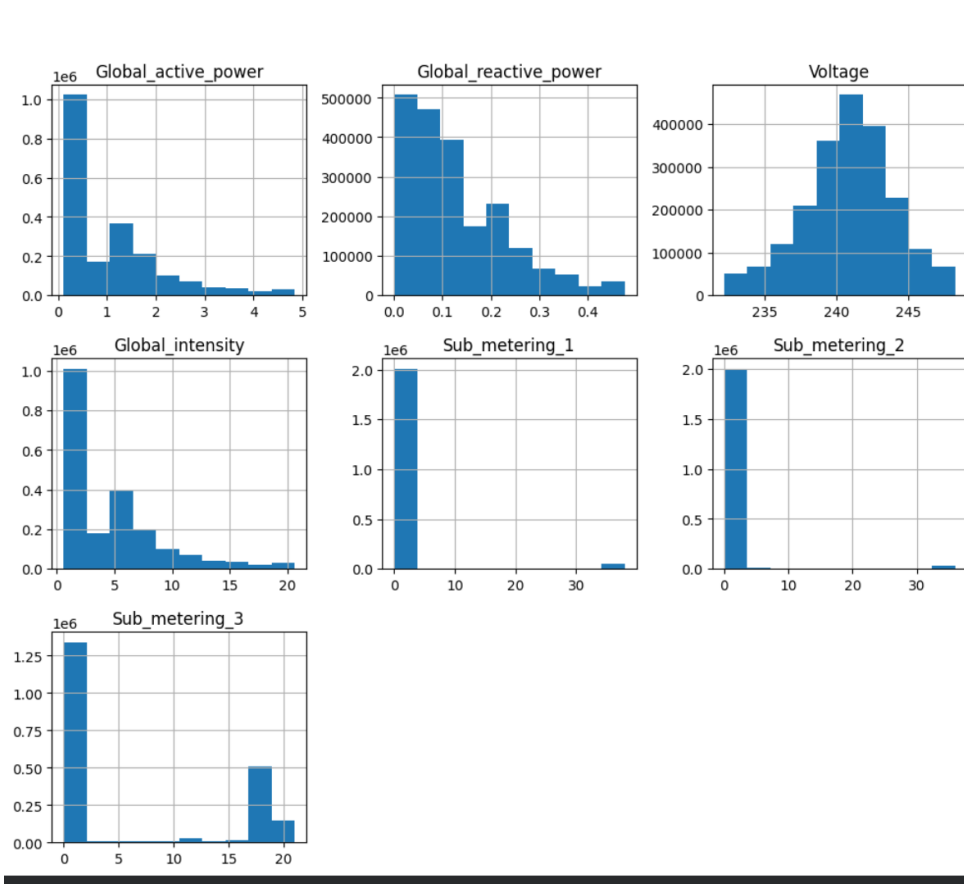 Global_active_power
1e6
1.0
0.8
0.6
0.4
0.2
0.0
0 1 2 3 4 5
Global_reactive_power
500000
400000
300000
200000
100000
0
0.0 0.1 0.2 0.3 0.4
Voltage
400000
300000
200000
100000
0
235 240 245
Global_intensity
1e6
1.0
0.8
0.6
0.4
0.2
0.0
0 5 10 15 20
Sub_metering_1
1e6
2.0
1.5
1.0
0.5
0.0
0 10 20 30
Sub_metering_2
1e6
2.0
1.5
1.0
0.5
0.0
0 10 20 30
Sub_metering_3
1e6
1.25
1.00
0.75
0.50
0.25
0.00
0 5 10 15 20